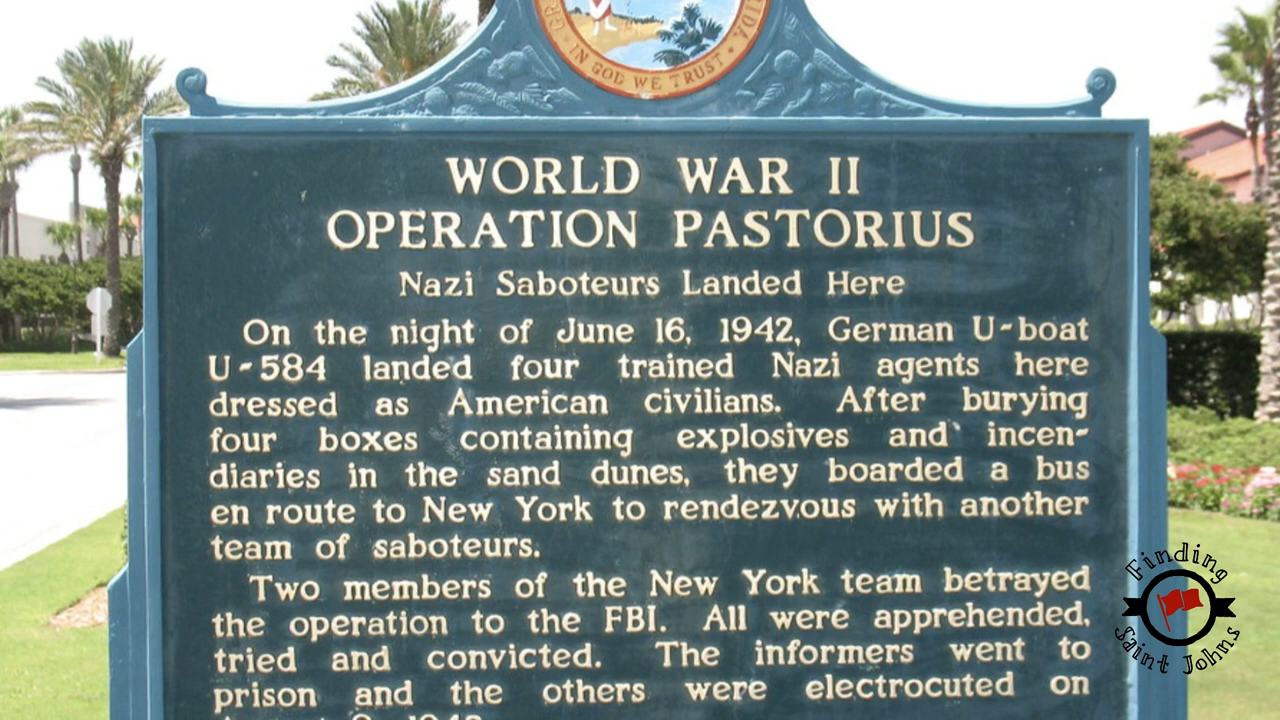 IN GOD WE TRUST
WORLD WAR II
OPERATION PASTORIUS
Nazi Saboteurs Landed Here
On the night of June 16, 1942, German U-boat
U-584 landed four trained Nazi agents here
dressed as American civilians. After burying
four boxes containing explosives and incen-
diaries in the sand dunes, they boarded a bus
en route to New York to rendezvous with another
team of saboteurs.
Two members of the New York team betrayed
the operation to the FBI. All were apprehended,
tried and convicted. The informers went to
prison and the others were electrocuted on
Finding
Saint Johns